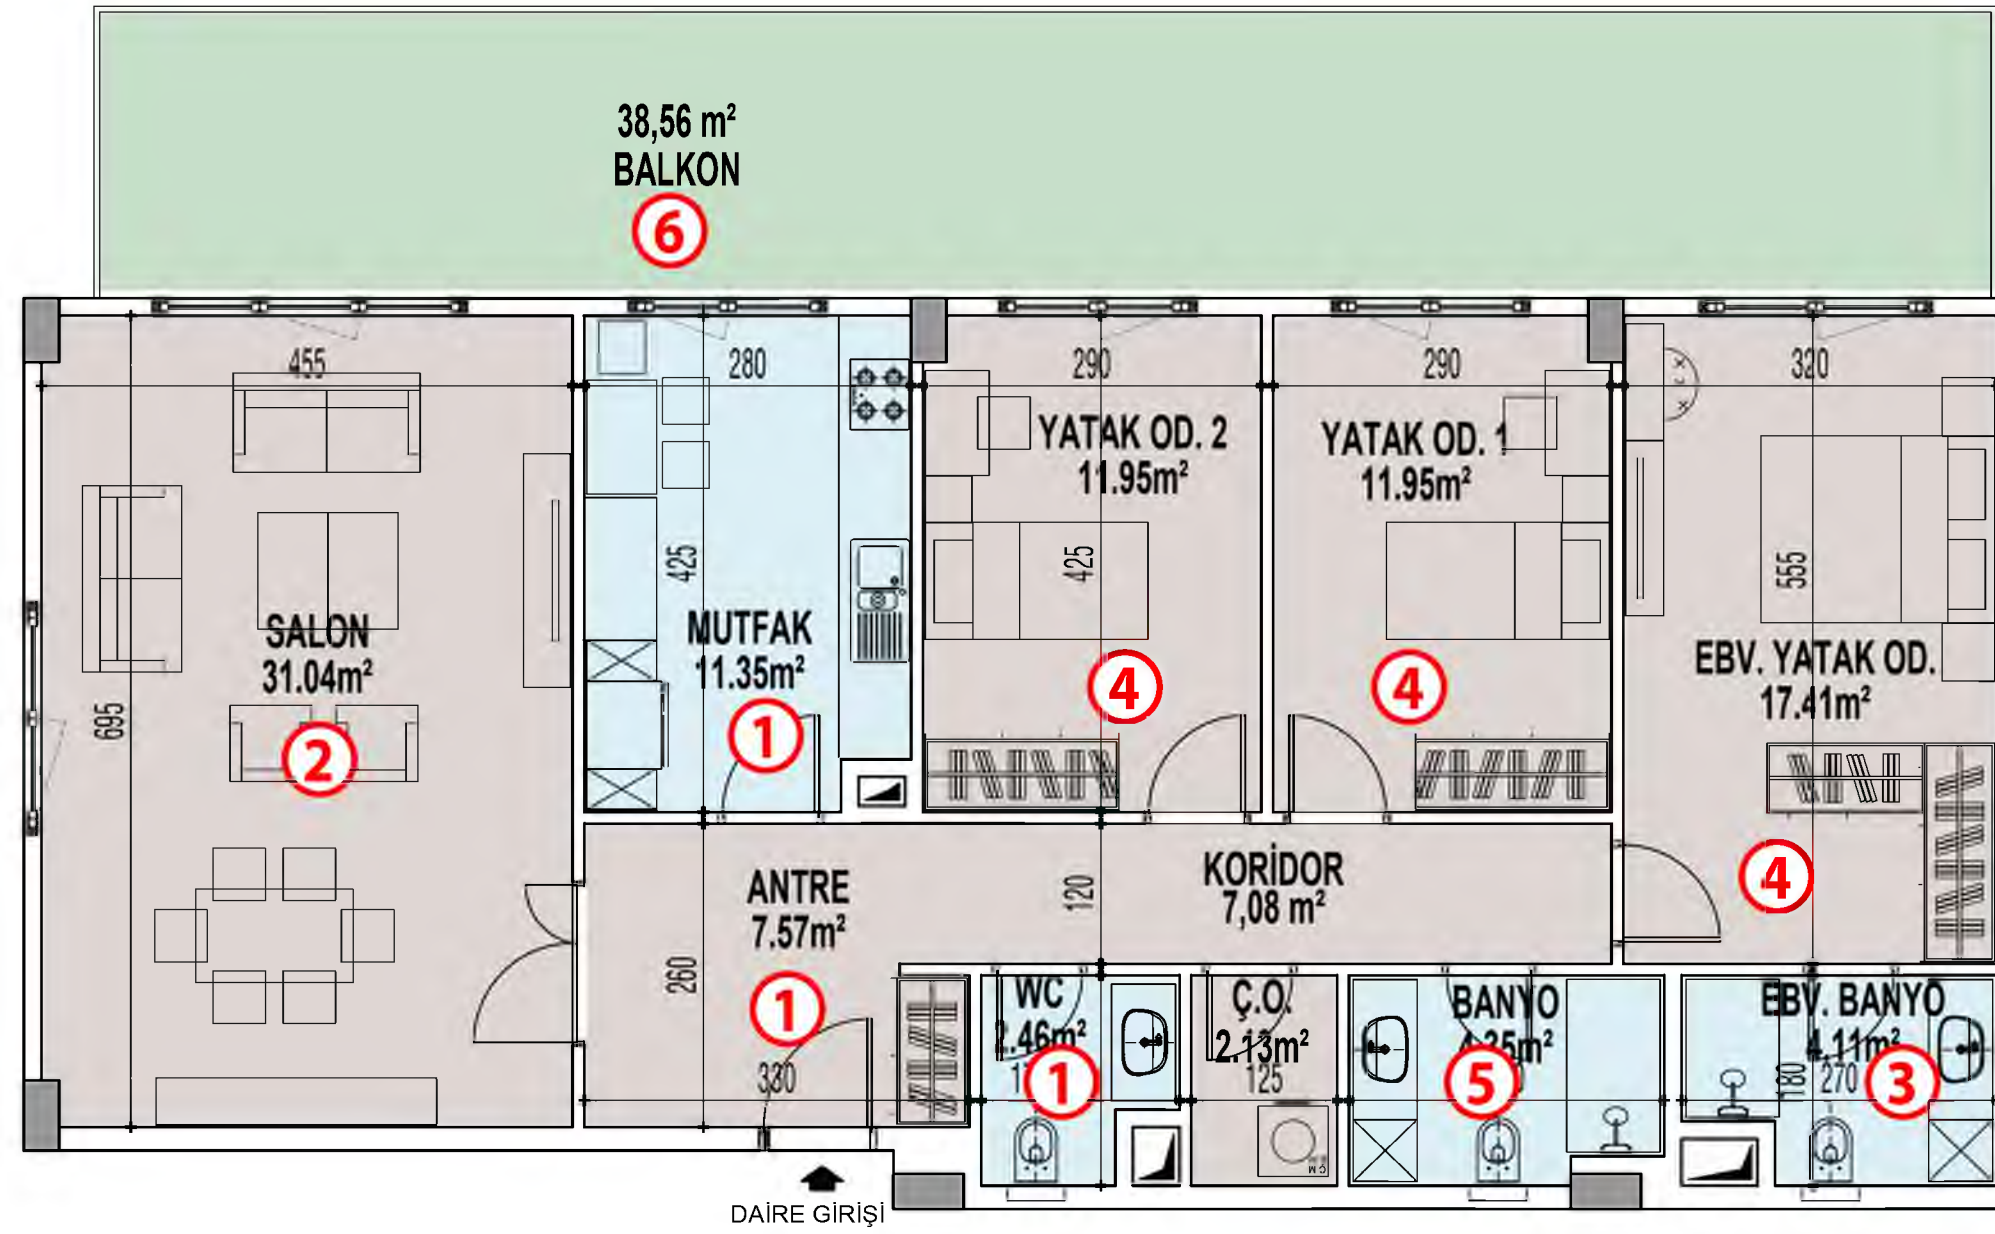 38,56 m²
BALKON
6
455
280
290
290
320
YATAK OD. 2
11.95m²
YATAK OD. 1
11.95m²
425
425
555
SALON
31.04m²
2
695
MUTFAK
11.35m²
1
4
4
EBV. YATAK OD.
17.41m²
4
ANTRE
7.57m²
1
260
330
120
KORİDOR
7,08 m²
WC
2.46m²
1
Ç.O.
2.13m²
125
ÇM
BANYO
5
EBV. BANYO
4.11m²
180
270
3
DAİRE GİRİŞİ